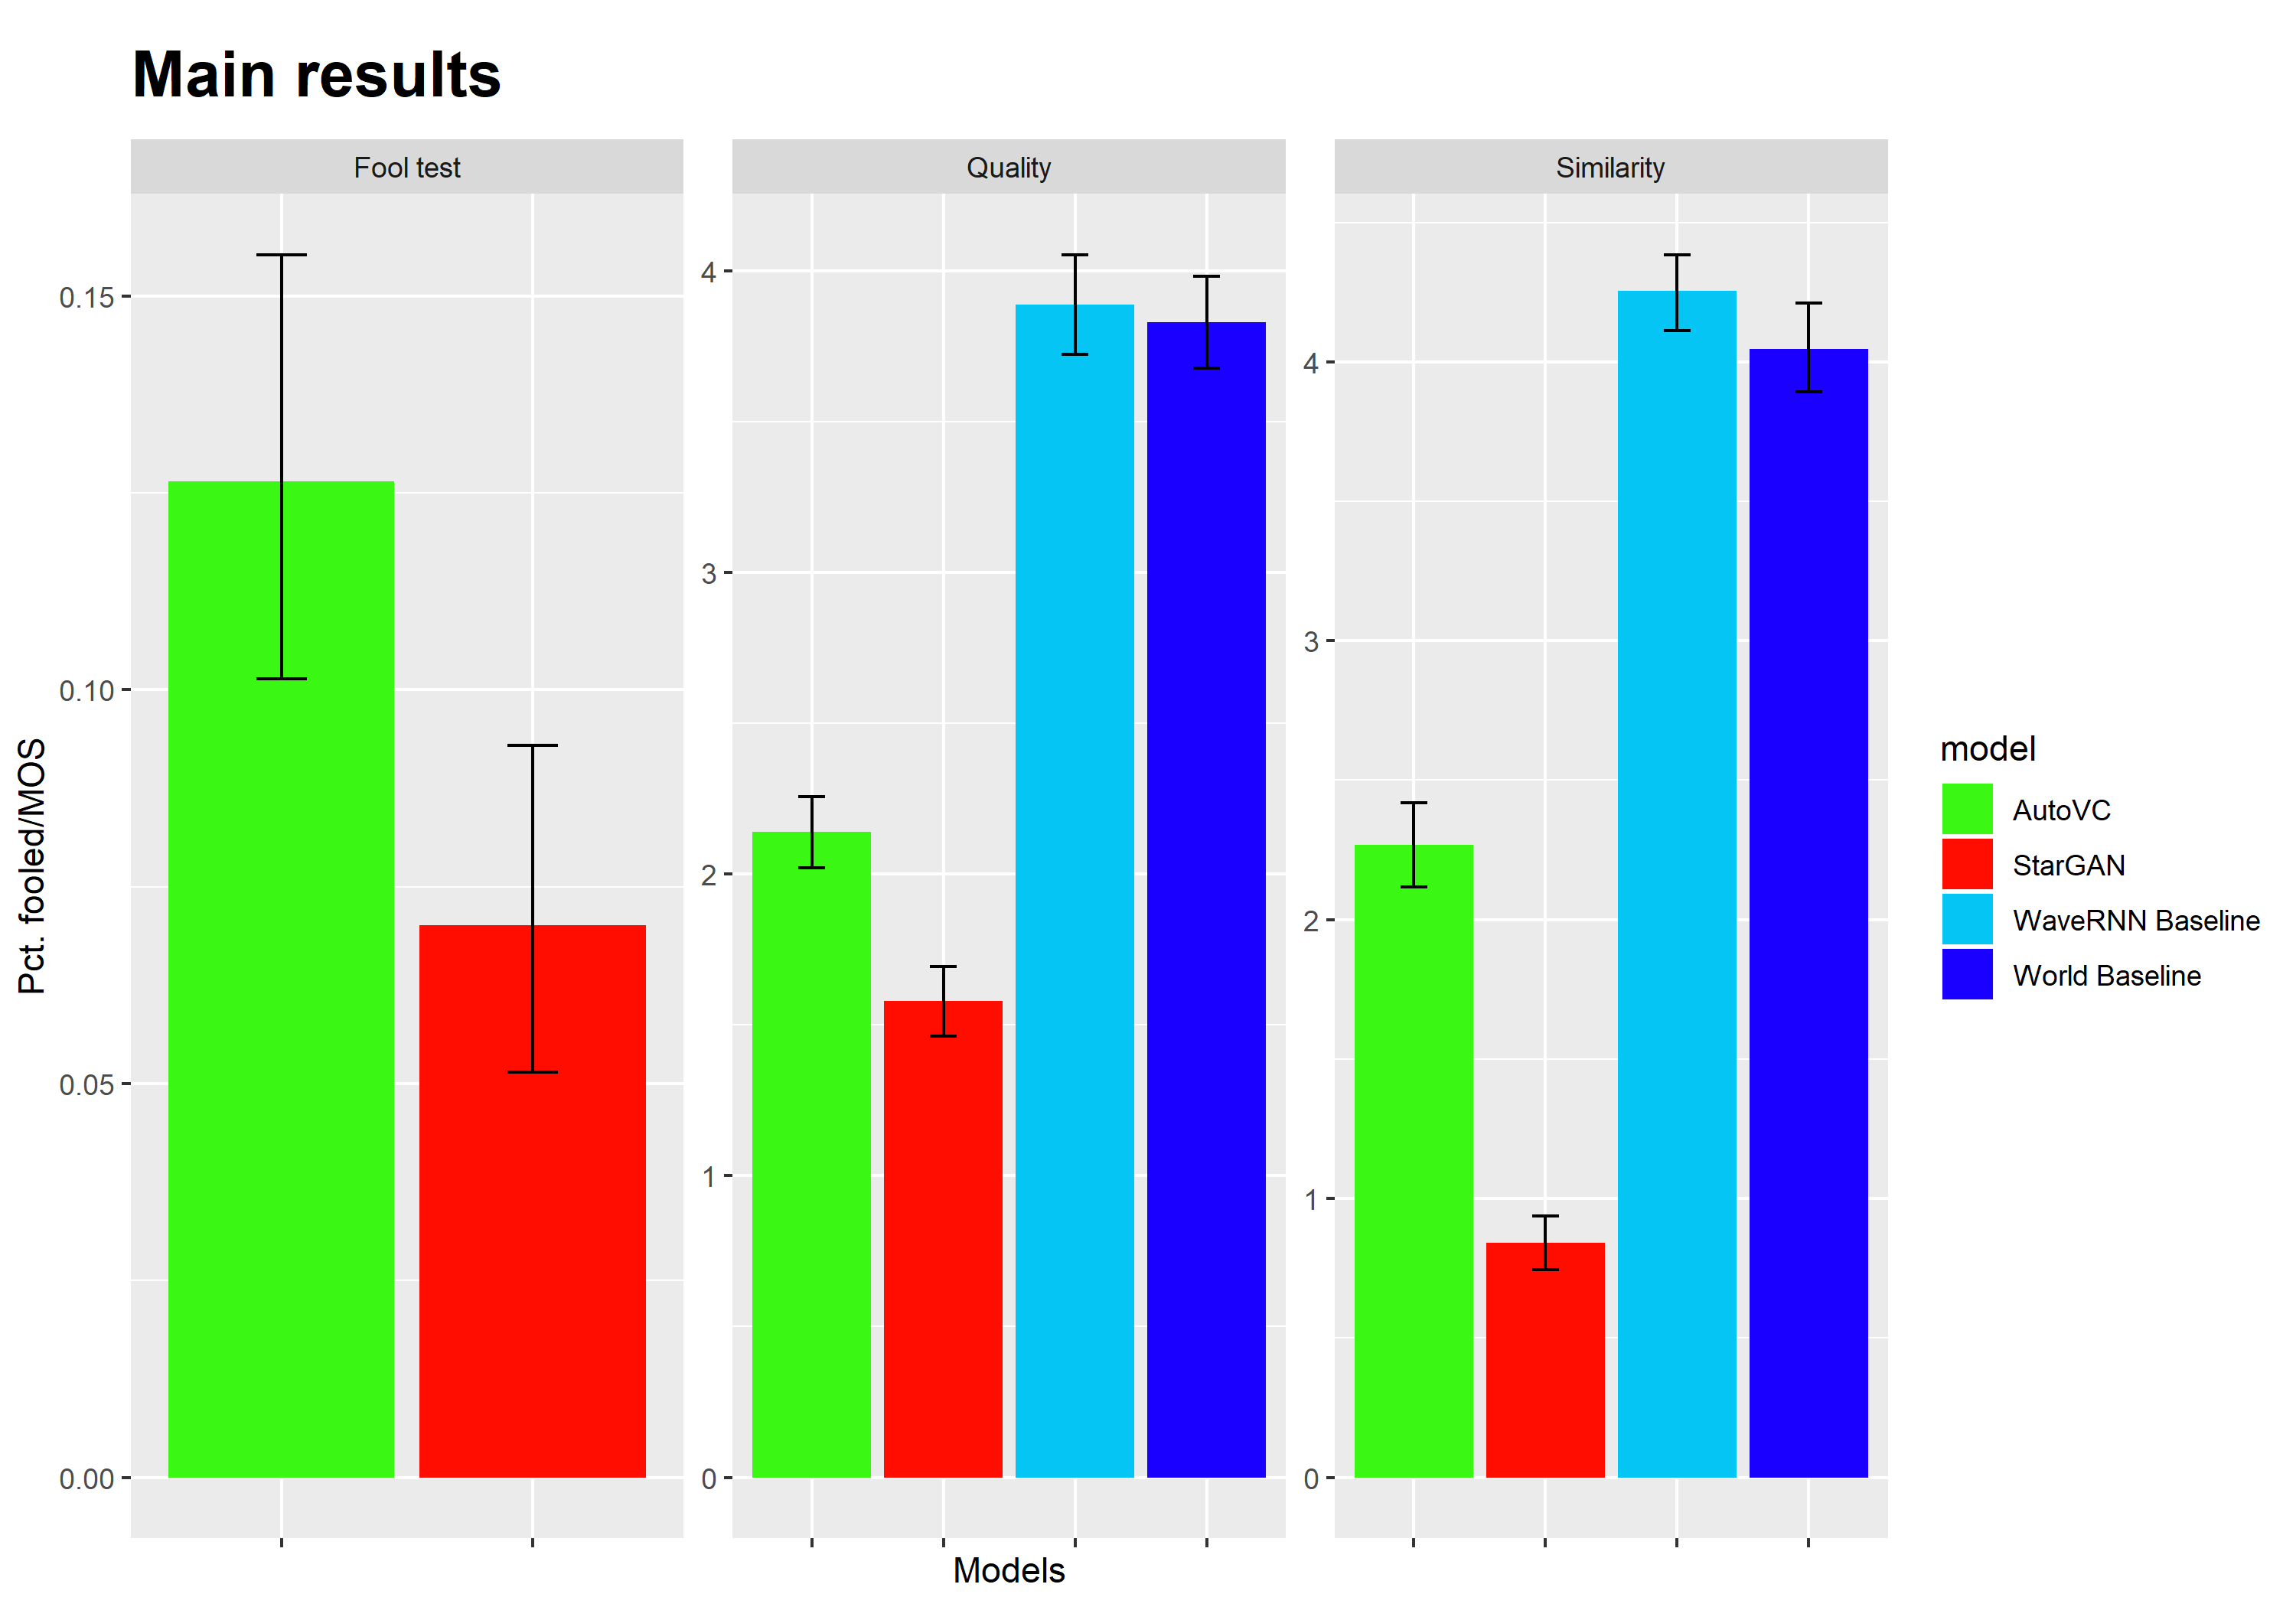 Main results
Fool test
Quality
Similarity
Pct. fooled/MOS
0.15
0.10
0.05
0.00
4
3
2
1
0
4
3
2
1
0
Models
model
AutoVC
StarGAN
WaveRNN Baseline
World Baseline